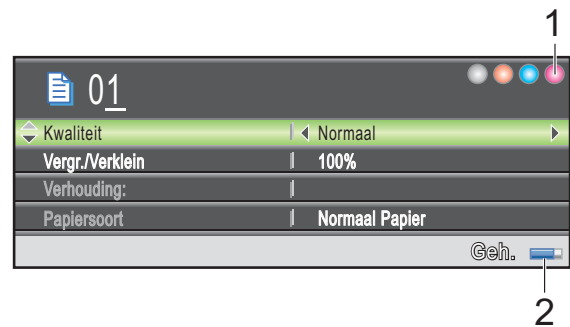 1
01
Kwaliteit Normaal
Vergr./Verklein 100%
Verhouding:
Papiersoort Normaal Papier
Geh.
2